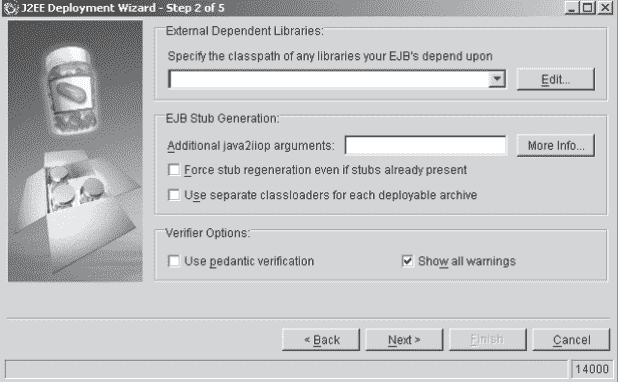 J2EE Deployment Wizard - Step 2 of 5
External Dependent Libraries:
Specify the classpath of any libraries your EJB's depend upon
Edit...
EJB Stub Generation:
Additional java2iiop arguments:
More Info...
Force stub regeneration even if stubs already present
Use separate classloaders for each deployable archive
Verifier Options:
Use pedantic verification
Show all warnings
< Back
Next >
Finish
Cancel
14000